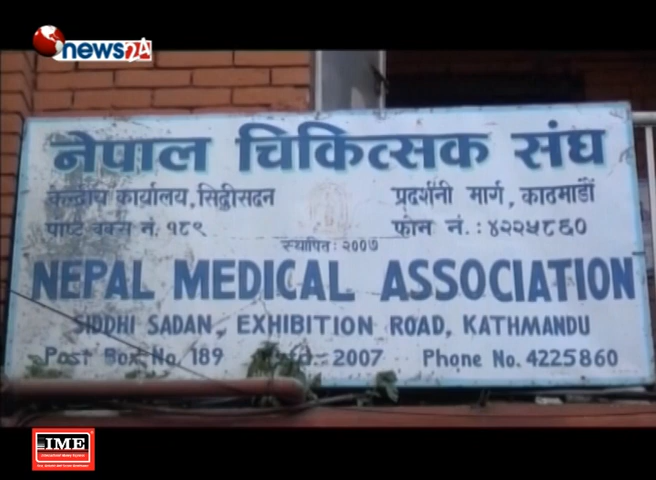 news24
नेपाल चिकित्सक संघ
केन्द्रीय कार्यालय, सिद्धीसदन प्रदर्शनी मार्ग, काठमाडौं
पोष्ट बक्स नं. १८९ फोन नं. : ४२२५८६०
स्थापित: २००७
NEPAL MEDICAL ASSOCIATION
SIDDHI SADAN, EXHIBITION ROAD, KATHMANDU
Post Box No. 189 2007 Phone No. 4225860
IME